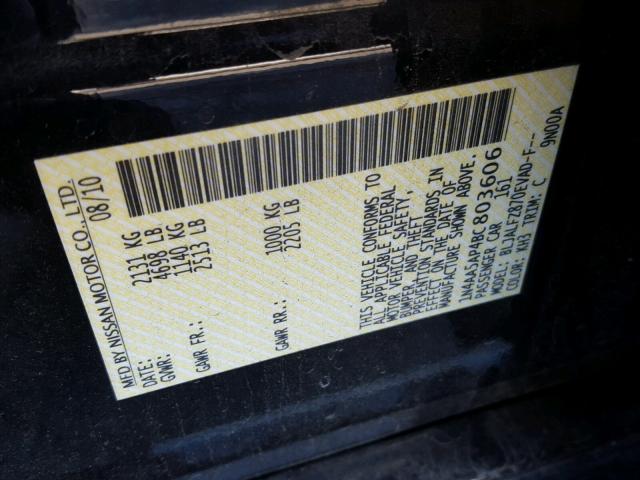 MFD BY NISSAN MOTOR CO., LTD.
DATE: 08/10
GVWR: 2131 KG
4698 LB
GAWR FR.: 1140 KG
2513 LB
GAWR RR.: 1000 KG
2205 LB
THIS VEHICLE CONFORMS TO
ALL APPLICABLE FEDERAL
MOTOR VEHICLE SAFETY,
BUMPER, AND THEFT
PREVENTION STANDARDS IN
EFFECT ON THE DATE OF
MANUFACTURE SHOWN ABOVE.
1N4AA5AP4BC803606
PASSENGER CAR 161
MODEL: BLJALF2870EVAD-F---
COLOR: KH3 TRIM: C 9N00A